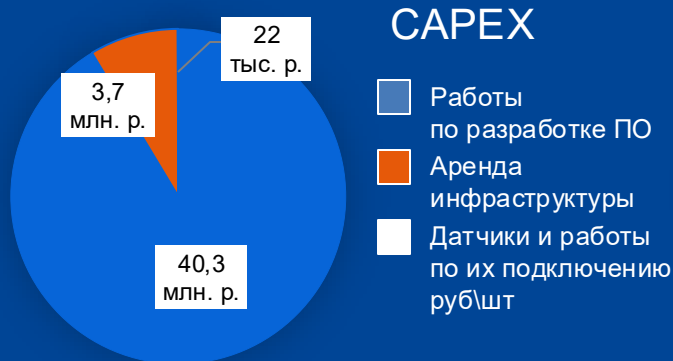 CAPEX
22
тыс. р.
3,7
млн. р.
40,3
млн. р.
Работы
по разработке ПО
Аренда
инфраструктуры
Датчики и работы
по их подключению
руб\шт